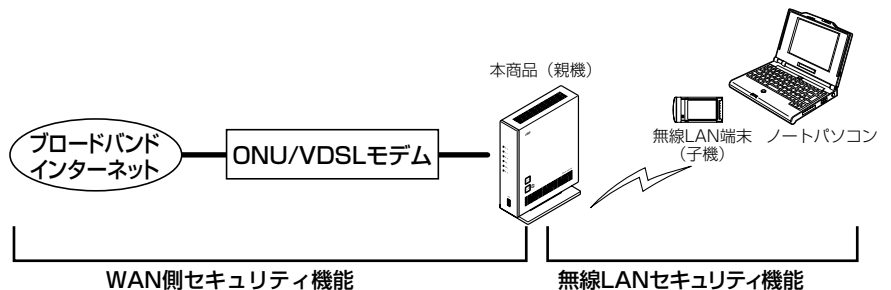 本商品（親機）
無線LAN端末
（子機）
ノートパソコン
ブロードバンド
インターネット
ONU/VDSLモデム
WAN側セキュリティ機能
無線LANセキュリティ機能